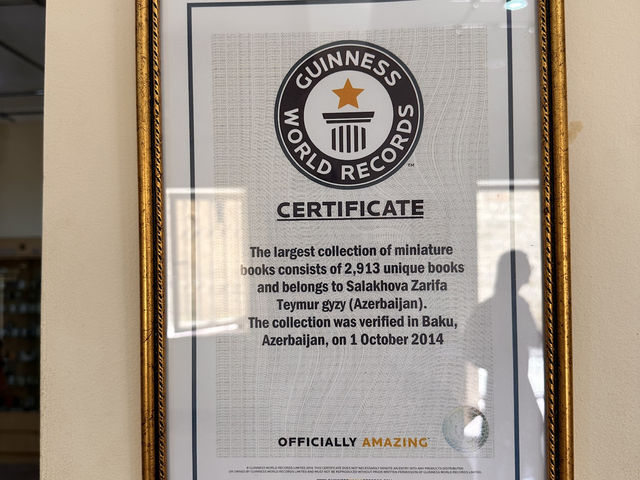 GUINNESS
WORLD RECORDS
TM
CERTIFICATE
The largest collection of miniature
books consists of 2,913 unique books
and belongs to Salakhova Zarifa
Teymur gyzy (Azerbaijan).
The collection was verified in Baku,
Azerbaijan, on 1 October 2014
OFFICIALLY AMAZING